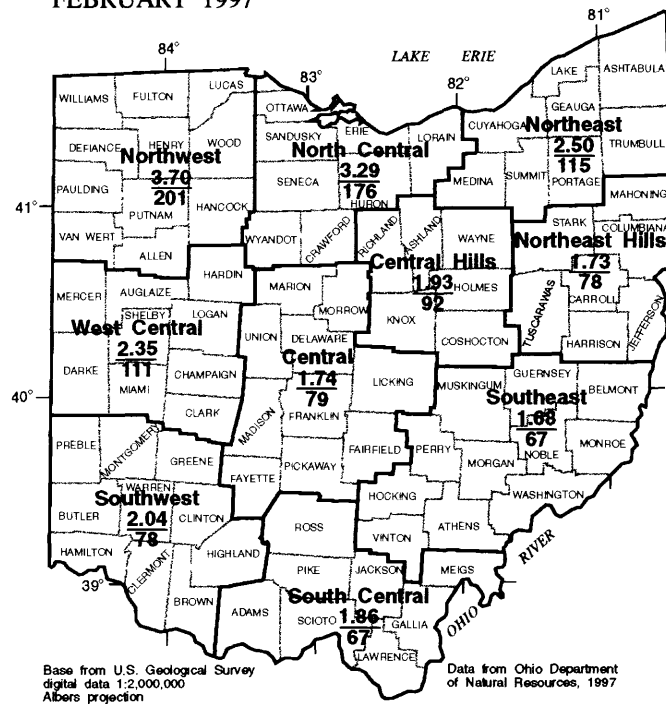 FEBRUARY 1997
81°
84°
83°
82°
LAKE ERIE
LAKE
ASHTABULA
WILLIAMS
FULTON
LUCAS
OTTAWA
GEAUGA
CUYAHOGA
DEFIANCE
HENRY
WOOD
SANDUSKY
ERIE
LORAIN
Northeast
2.50
115
TRUMBULL
Northwest
3.70
201
North Central
3.29
176
SENECA
HURON
MEDINA
SUMMIT
PORTAGE
PAULDING
PUTNAM
HANCOCK
MAHONING
41°
VAN WERT
ALLEN
WYANDOT
CRAWFORD
RICHLAND
ASHLAND
WAYNE
STARK
COLUMBIANA
Northeast Hills
1.73
78
HARDIN
MERCER
AUGLAIZE
MARION
Central Hills
1.93
92
HOLMES
CARROLL
TUSCARAWAS
JEFFERSON
SHELBY
LOGAN
MORROW
KNOX
West Central
2.35
111
UNION
DELAWARE
COSHOCTON
HARRISON
Central
1.74
79
DARKE
MIAMI
CHAMPAIGN
LICKING
MUSKINGUM
GUERNSEY
BELMONT
40°
CLARK
MADISON
FRANKLIN
Southeast
1.68
67
PREBLE
MONTGOMERY
GREENE
FAYETTE
PICKAWAY
FAIRFIELD
PERRY
MORGAN
NOBLE
MONROE
Southwest
2.04
78
WARREN
BUTLER
CLINTON
HOCKING
WASHINGTON
ROSS
ATHENS
VINTON
HAMILTON
CLERMONT
HIGHLAND
PIKE
JACKSON
MEIGS
39°
BROWN
ADAMS
South Central
1.86
67
SCIOTO
GALLIA
LAWRENCE
OHIO RIVER
Base from U.S. Geological Survey
digital data 1:2,000,000
Albers projection
Data from Ohio Department
of Natural Resources, 1997